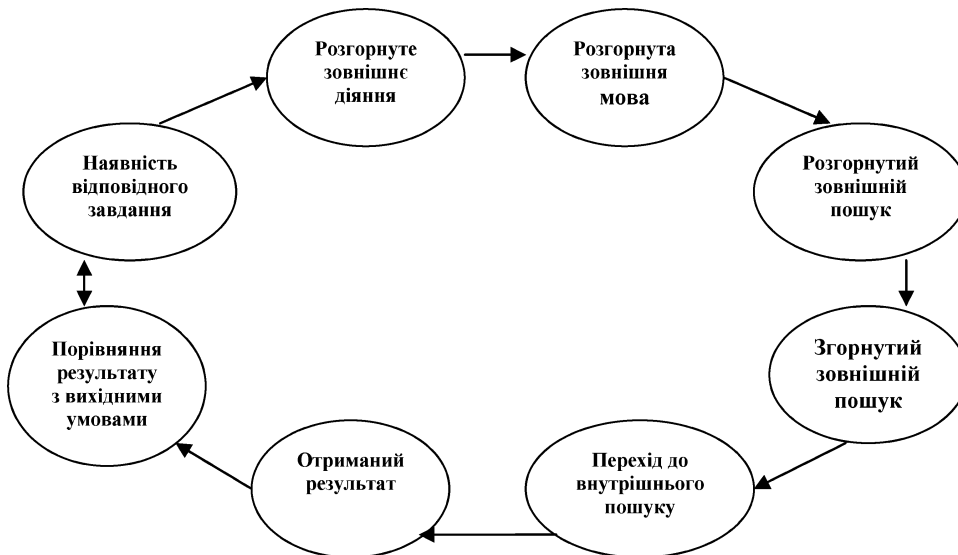 Розгорнуте
зовнішнє
діяння
Розгорнута
зовнішня
мова
Наявність
відповідного
завдання
Розгорнутий
зовнішній
пошук
Порівняння
результату
з вихідними
умовами
Згорнутий
зовнішній
пошук
Отриманий
результат
Перехід до
внутрішнього
пошуку